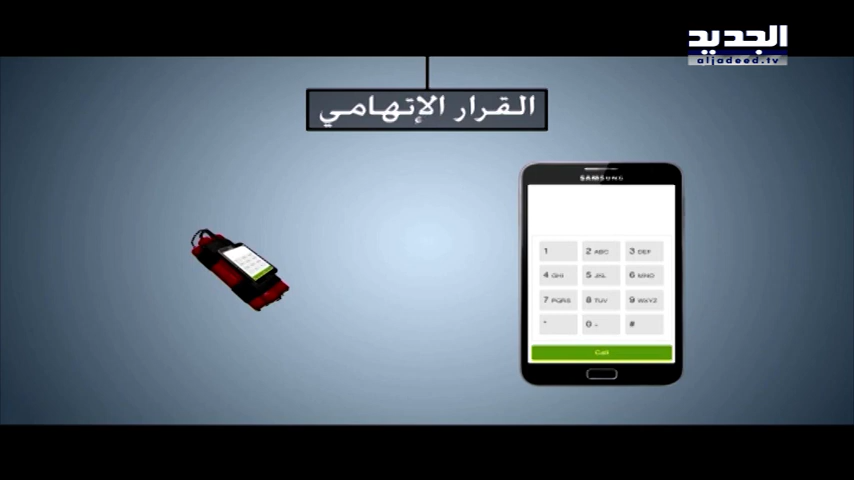 الجديد
aljadeed.tv
القرار الإتهامي
SAMSUNG
1 2 ABC 3 DEF
4 GHI 5 JKL 6 MNO
7 PQRS 8 TUV 9 WXYZ
* 0 - #
Call